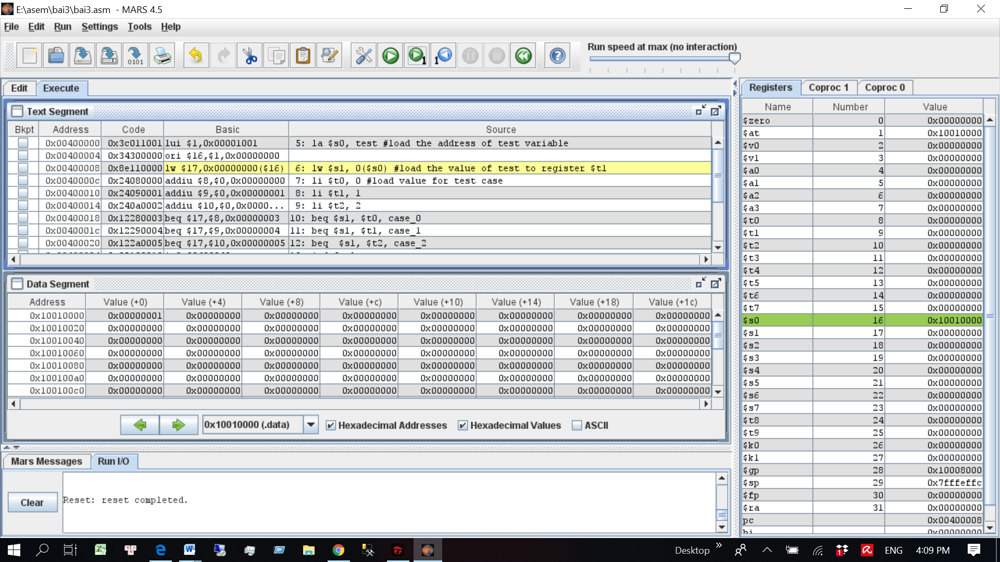 E:\asem\bai3\bai3.asm - MARS 4.5
File Edit Run Settings Tools Help
0101
1
1
Run speed at max (no interaction)
Edit Execute
Text Segment
Bkpt Address Code Basic Source
0x00400000 0x3c011001 lui $1,0x00001001 5: la $s0, test #load the address of test variable
0x00400004 0x34300000 ori $16,$1,0x00000000
0x00400008 0x8e110000 lw $17,0x00000000($16) 6: lw $s1, 0($s0) #load the value of test to register $t1
0x0040000c 0x24080000 addiu $8,$0,0x00000000 7: li $t0, 0 #load value for test case
0x00400010 0x24090001 addiu $9,$0,0x00000001 8: li $t1, 1
0x00400014 0x240a0002 addiu $10,$0,0x0000... 9: li $t2, 2
0x00400018 0x12280003 beq $17,$8,0x00000003 10: beq $s1, $t0, case_0
0x0040001c 0x12290004 beq $17,$9,0x00000004 11: beq $s1, $t1, case_1
0x00400020 0x122a0005 beq $17,$10,0x00000005 12: beq  $s1, $t2, case_2
Data Segment
Address Value (+0) Value (+4) Value (+8) Value (+c) Value (+10) Value (+14) Value (+18) Value (+1c)
0x10010000 0x00000001 0x00000000 0x00000000 0x00000000 0x00000000 0x00000000 0x00000000 0x00000000
0x10010020 0x00000000 0x00000000 0x00000000 0x00000000 0x00000000 0x00000000 0x00000000 0x00000000
0x10010040 0x00000000 0x00000000 0x00000000 0x00000000 0x00000000 0x00000000 0x00000000 0x00000000
0x10010060 0x00000000 0x00000000 0x00000000 0x00000000 0x00000000 0x00000000 0x00000000 0x00000000
0x10010080 0x00000000 0x00000000 0x00000000 0x00000000 0x00000000 0x00000000 0x00000000 0x00000000
0x100100a0 0x00000000 0x00000000 0x00000000 0x00000000 0x00000000 0x00000000 0x00000000 0x00000000
0x100100c0 0x00000000 0x00000000 0x00000000 0x00000000 0x00000000 0x00000000 0x00000000 0x00000000
0x10010000 (.data) Hexadecimal Addresses Hexadecimal Values ASCII
Mars Messages Run I/O
Clear
Reset: reset completed.
Registers Coproc 1 Coproc 0
Name Number Value
$zero 0 0x00000000
$at 1 0x10010000
$v0 2 0x00000000
$v1 3 0x00000000
$a0 4 0x00000000
$a1 5 0x00000000
$a2 6 0x00000000
$a3 7 0x00000000
$t0 8 0x00000000
$t1 9 0x00000000
$t2 10 0x00000000
$t3 11 0x00000000
$t4 12 0x00000000
$t5 13 0x00000000
$t6 14 0x00000000
$t7 15 0x00000000
$s0 16 0x10010000
$s1 17 0x00000000
$s2 18 0x00000000
$s3 19 0x00000000
$s4 20 0x00000000
$s5 21 0x00000000
$s6 22 0x00000000
$s7 23 0x00000000
$t8 24 0x00000000
$t9 25 0x00000000
$k0 26 0x00000000
$k1 27 0x00000000
$gp 28 0x10008000
$sp 29 0x7fffeffc
$fp 30 0x00000000
$ra 31 0x00000000
pc 0x00400008
hi 0x00000000
Desktop ENG 4:09 PM